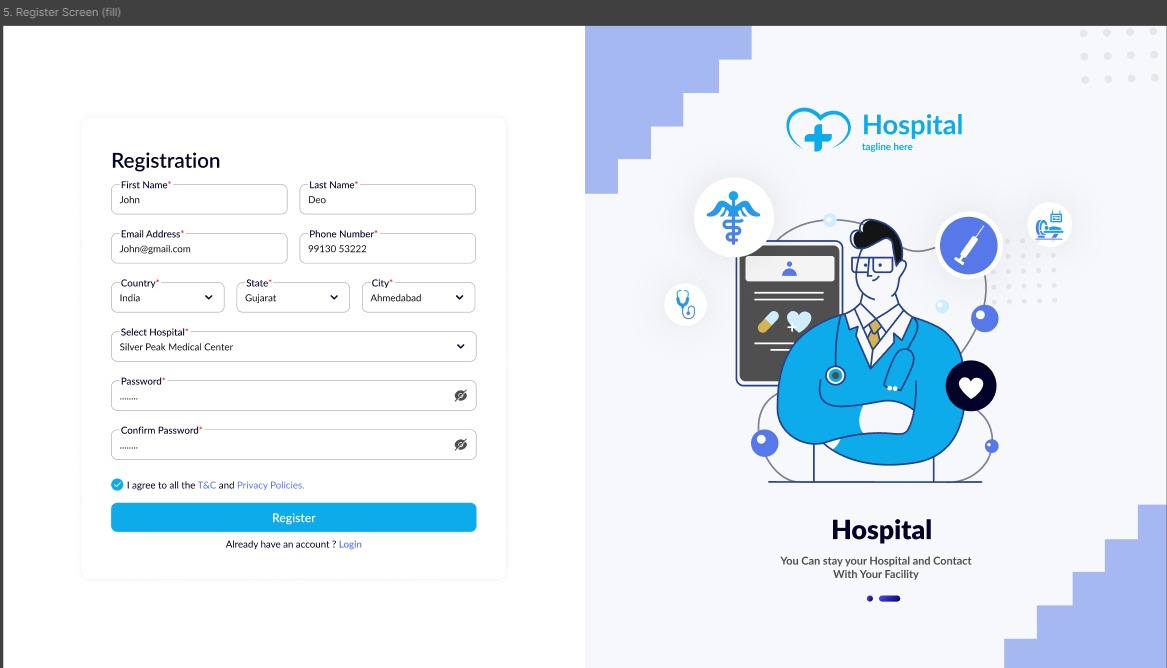 5. Register Screen (fill)
Registration
First Name*
John
Last Name*
Deo
Email Address*
John@gmail.com
Phone Number*
99130 53222
Country*
India
State*
Gujarat
City*
Ahmedabad
Select Hospital*
Silver Peak Medical Center
Password*
........
Confirm Password*
........
I agree to all the T&C and Privacy Policies.
Register
Already have an account ? Login
Hospital
tagline here
Hospital
You Can stay your Hospital and Contact
With Your Facility